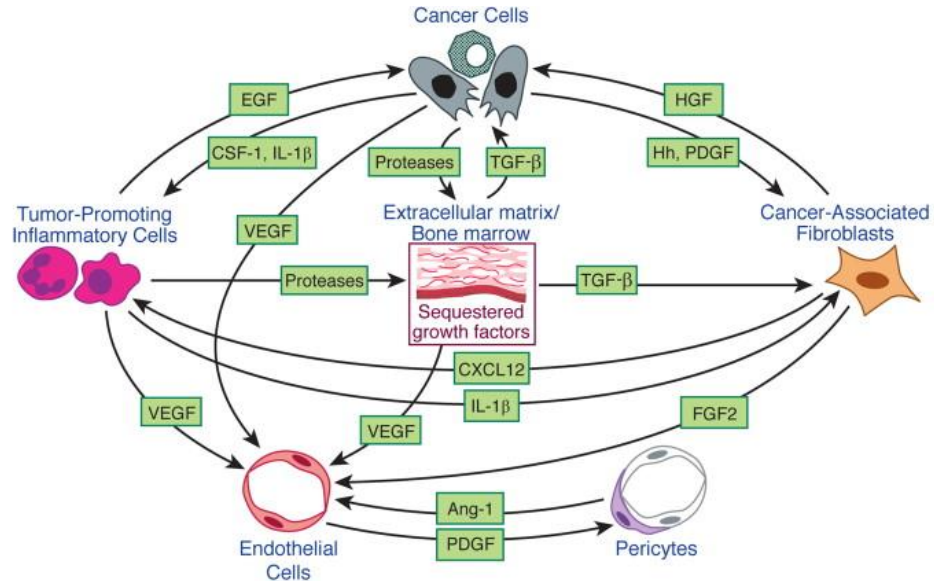 Cancer Cells
EGF
HGF
CSF-1, IL-1β
Proteases
TGF-β
Hh, PDGF
Tumor-Promoting
Inflammatory Cells
Extracellular matrix/
Bone marrow
Cancer-Associated
Fibroblasts
VEGF
Proteases
TGF-β
Sequestered
growth factors
CXCL12
IL-1β
VEGF
VEGF
FGF2
Ang-1
PDGF
Endothelial
Cells
Pericytes